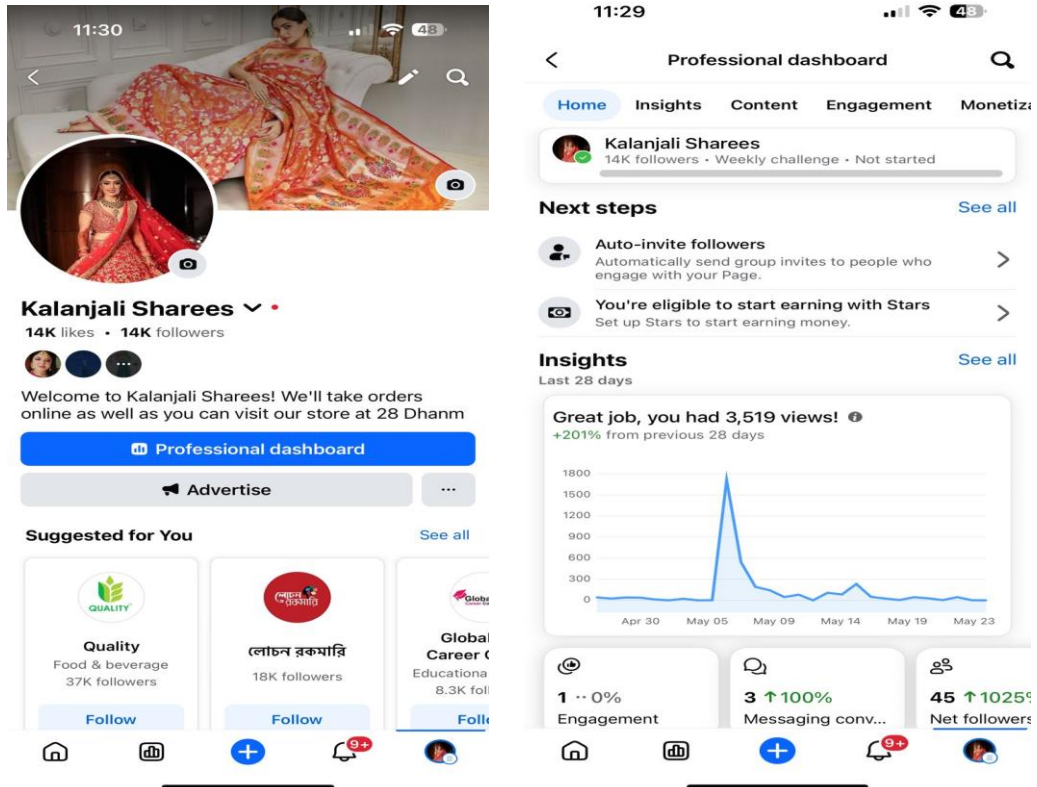 11:30
48
Kalanjali Sharees
14K likes • 14K followers
Welcome to Kalanjali Sharees! We'll take orders
online as well as you can visit our store at 28 Dhanm
Professional dashboard
Advertise
...
Suggested for You
See all
QUALITY
Quality
Food & beverage
37K followers
Follow
লোচন
রকমারি
লোচন রকমারি
18K followers
Follow
Globa
Career C
Global
Career C
Educationa
8.3K foll
Follo
9+
11:29
48
Professional dashboard
Home Insights Content Engagement Monetiza
Kalanjali Sharees
14K followers • Weekly challenge • Not started
Next steps
See all
Auto-invite followers
Automatically send group invites to people who
engage with your Page.
You're eligible to start earning with Stars
Set up Stars to start earning money.
Insights
See all
Last 28 days
Great job, you had 3,519 views!
+201% from previous 28 days
1800
1500
1200
900
600
300
0
Apr 30 May 05 May 09 May 14 May 19 May 23
1 -- 0%
Engagement
3 ↑100%
Messaging conv...
45 ↑1025%
Net followers
9+